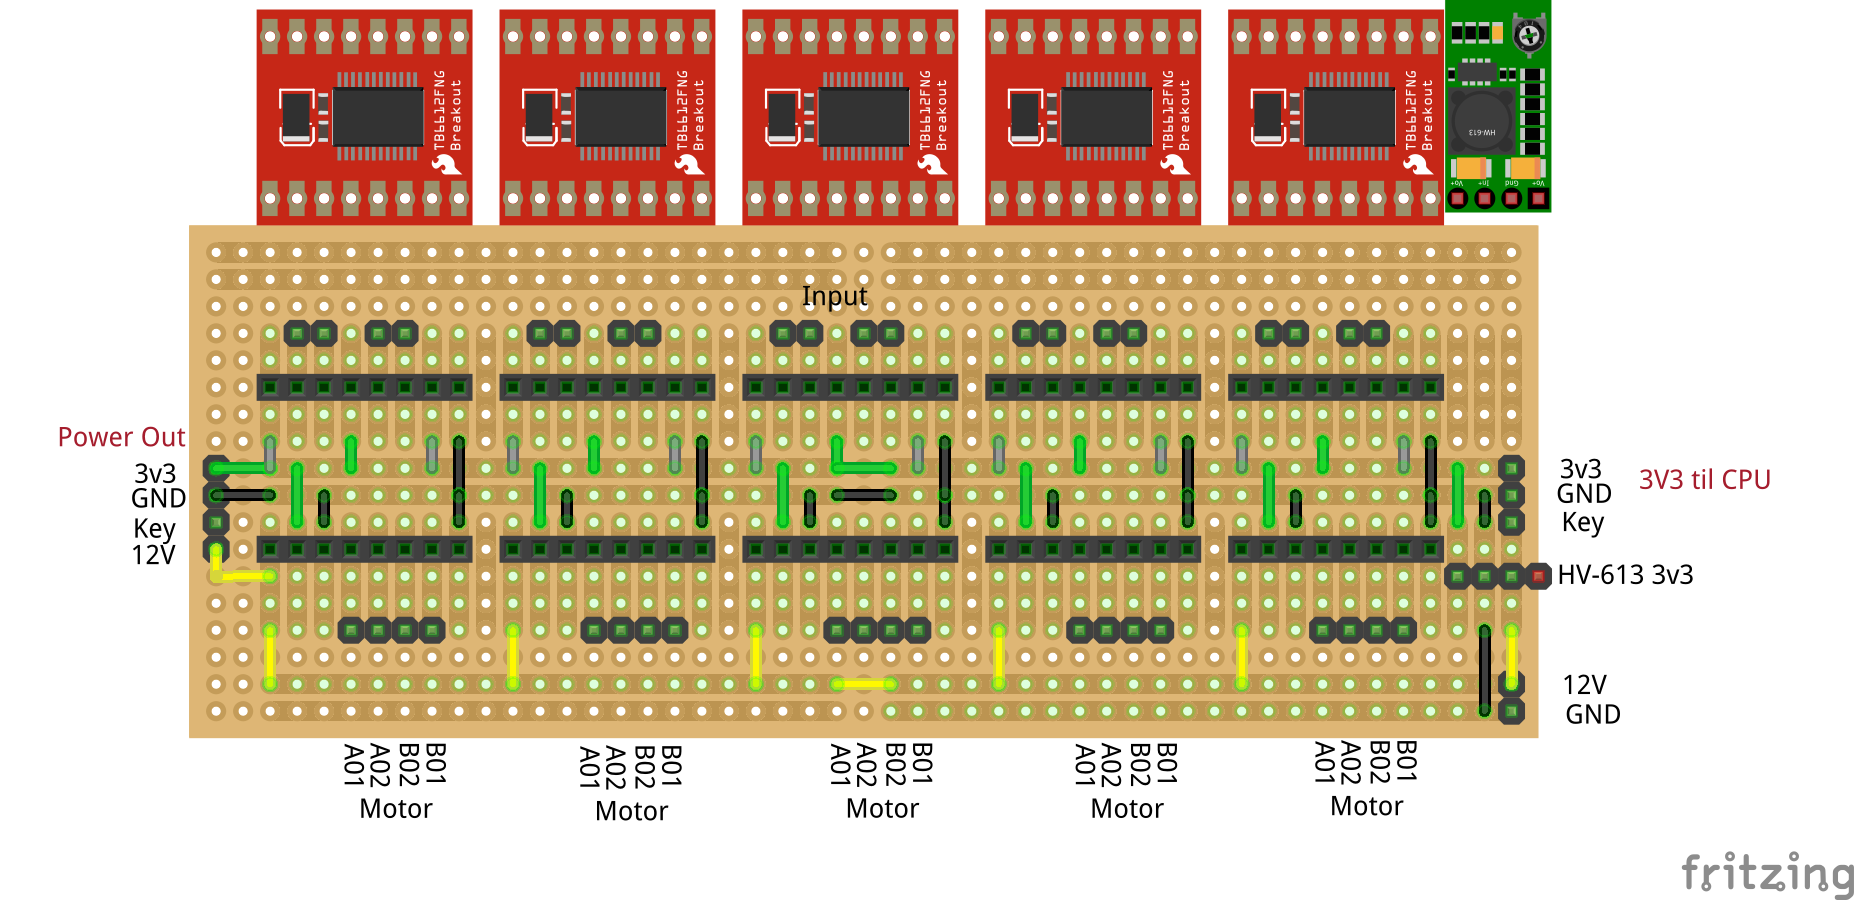 TB6612FNG
Breakout
TB6612FNG
Breakout
TB6612FNG
Breakout
TB6612FNG
Breakout
TB6612FNG
Breakout
HW-613
Vo+ In+ Gnd Vo+
Input
Power Out
3v3
GND
Key
12V
3v3
GND
Key
3V3 til CPU
HV-613 3v3
12V
GND
A01 A02 B02 B01
Motor
A01 A02 B02 B01
Motor
A01 A02 B02 B01
Motor
A01 A02 B02 B01
Motor
A01 A02 B02 B01
Motor
fritzing